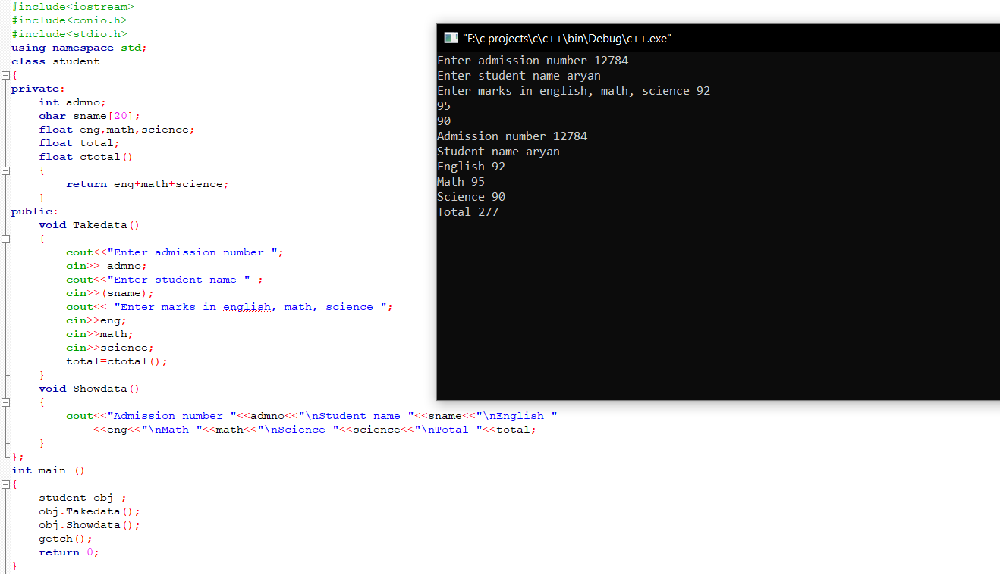 #include<iostream>
#include<conio.h>
#include<stdio.h>
using namespace std;
class student
{
private:
    int admno;
    char sname[20];
    float eng,math,science;
    float total;
    float ctotal()
    {
        return eng+math+science;
    }
public:
    void Takedata()
    {
        cout<<"Enter admission number ";
        cin>> admno;
        cout<<"Enter student name " ;
        cin>>(sname);
        cout<< "Enter marks in english, math, science ";
        cin>>eng;
        cin>>math;
        cin>>science;
        total=ctotal();
    }
    void Showdata()
    {
        cout<<"Admission number "<<admno<<"\nStudent name "<<sname<<"\nEnglish "
            <<eng<<"\nMath "<<math<<"\nScience "<<science<<"\nTotal "<<total;
    }
};
int main ()
{
    student obj ;
    obj.Takedata();
    obj.Showdata();
    getch();
    return 0;
}
"F:\c projects\c\c++\bin\Debug\c++.exe"
Enter admission number 12784
Enter student name aryan
Enter marks in english, math, science 92
95
90
Admission number 12784
Student name aryan
English 92
Math 95
Science 90
Total 277